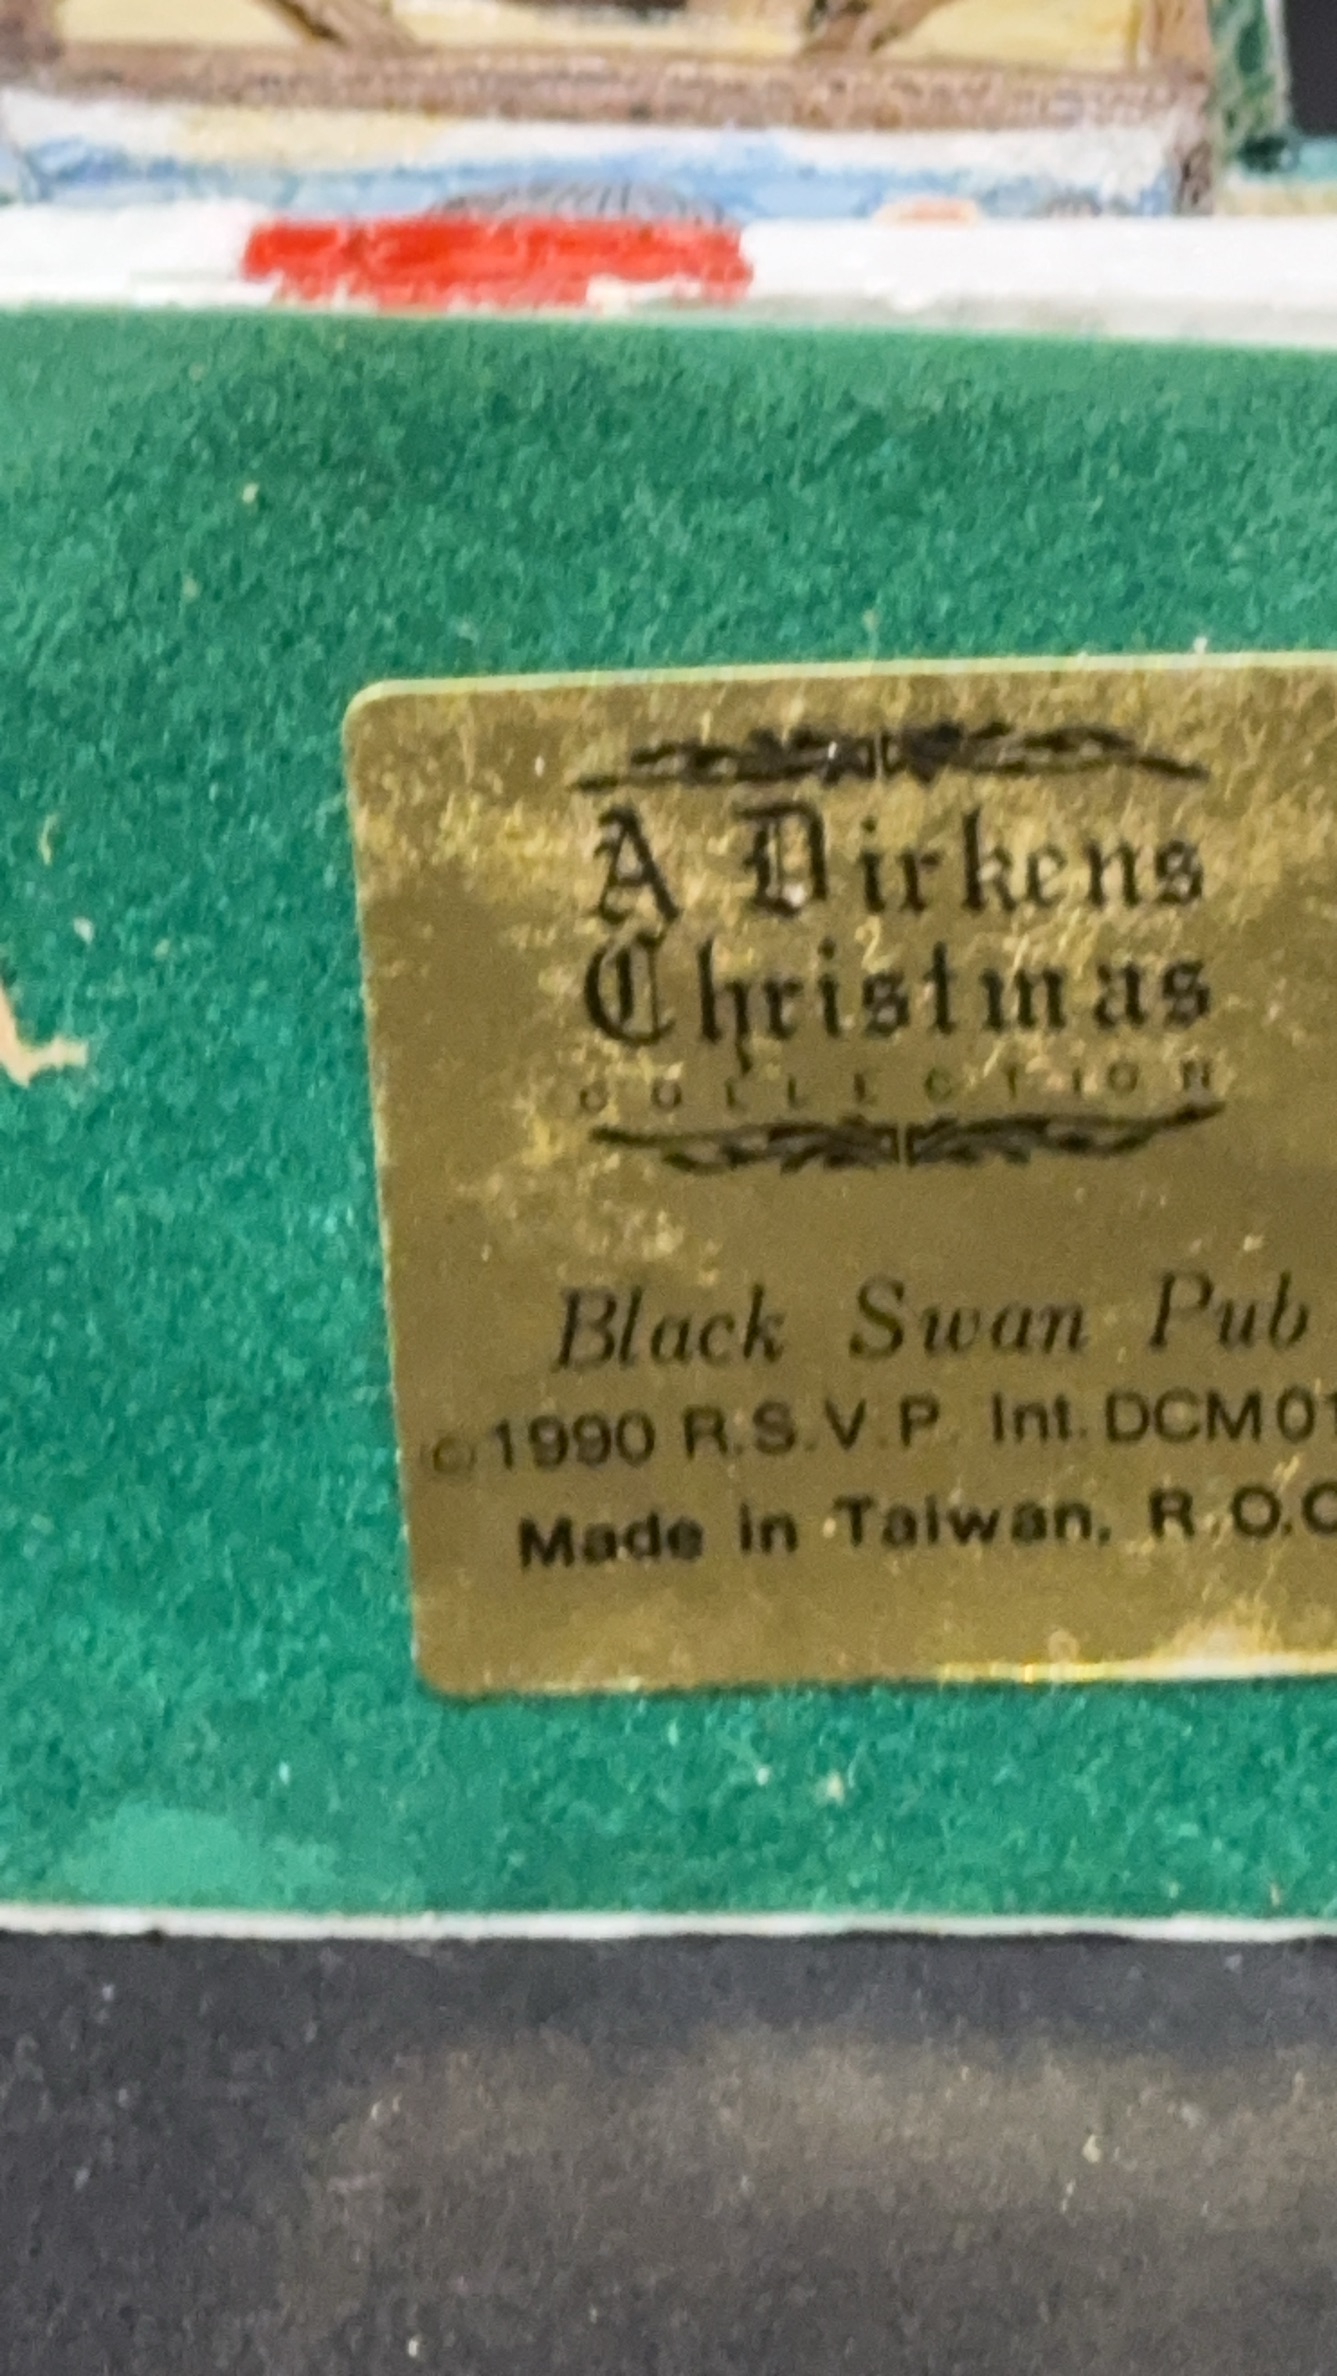 A Dickens
Christmas
COLLECTION
Black Swan Pub
©1990 R.S.V.P. Int. DCM01
Made in Taiwan, R.O.C